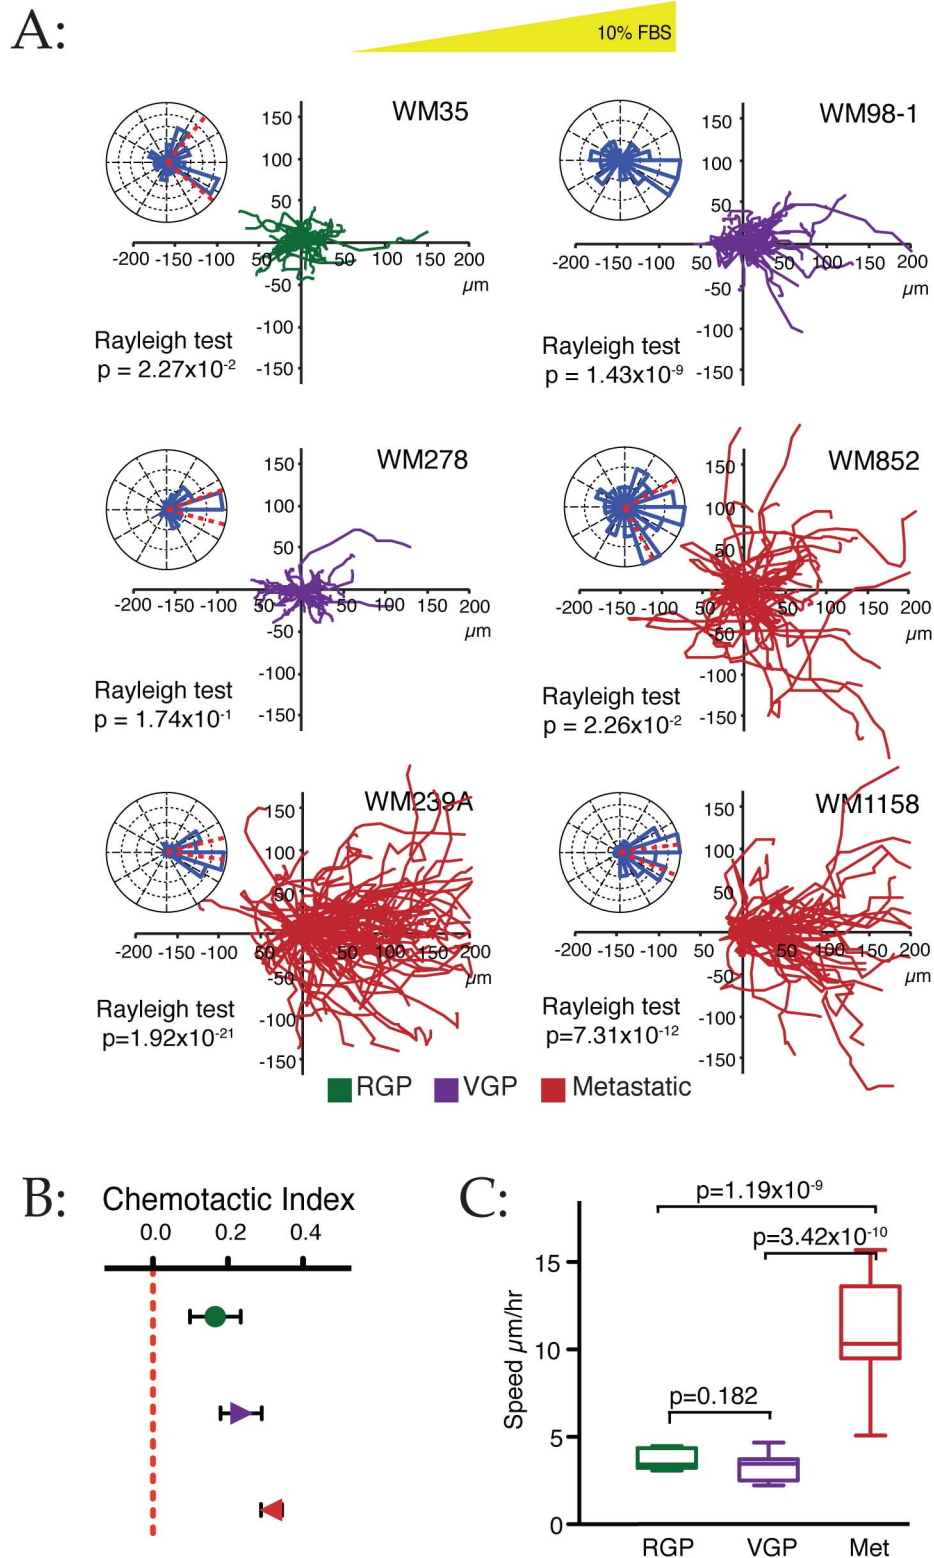 A:
10% FBS
WM35
150
100
50
-200 -150 -100 50 50 100 150 200
µm
-50
-100
-150
Rayleigh test
p = 2.27x10-2
WM98-1
150
100
50
-200 -150 -100 50 50 100 150 200
µm
-50
-100
-150
Rayleigh test
p = 1.43x10-9
WM278
150
100
50
-200 -150 -100 50 50 100 150 200
µm
-50
-100
-150
Rayleigh test
p = 1.74x10-1
WM852
150
100
50
-200 -150 -100 50 50 100 150 200
µm
-50
-100
-150
Rayleigh test
p = 2.26x10-2
WM239A
150
100
50
-200 -150 -100 50 50 100 150 200
µm
-50
-100
-150
Rayleigh test
p=1.92x10-21
WM1158
150
100
50
-200 -150 -100 50 100 150 200
µm
-50
-100
-150
Rayleigh test
p=7.31x10-12
RGP VGP Metastatic
B:
Chemotactic Index
0.0 0.2 0.4
C:
p=1.19x10-9
p=3.42x10-10
p=0.182
Speed µm/hr
15
10
5
0
RGP VGP Met